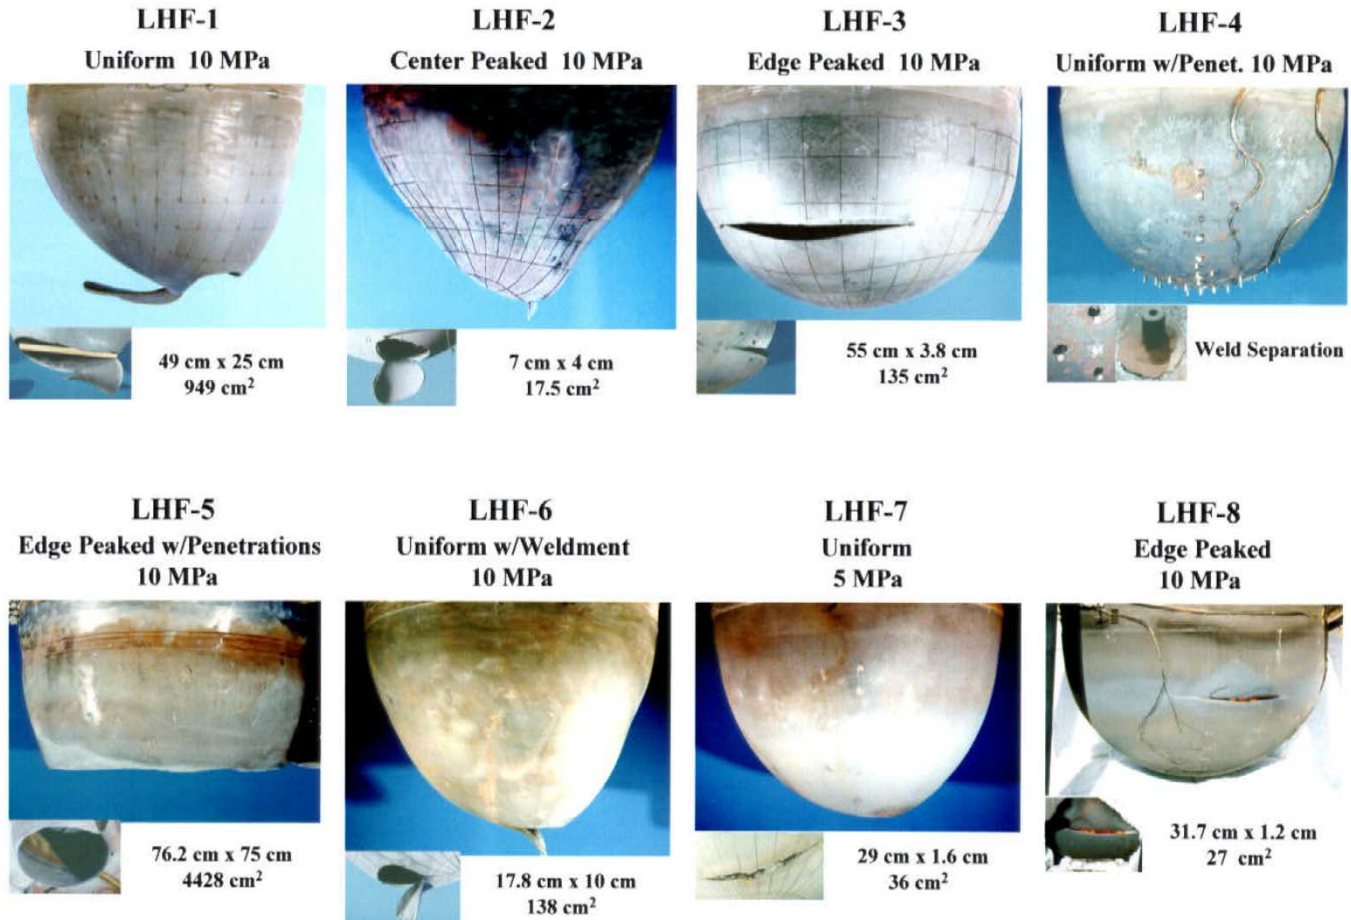 LHF-1
Uniform 10 MPa
49 cm x 25 cm
949 cm²
LHF-2
Center Peaked 10 MPa
7 cm x 4 cm
17.5 cm²
LHF-3
Edge Peaked 10 MPa
55 cm x 3.8 cm
135 cm²
LHF-4
Uniform w/Penet. 10 MPa
Weld Separation
LHF-5
Edge Peaked w/Penetrations
10 MPa
76.2 cm x 75 cm
4428 cm²
LHF-6
Uniform w/Weldment
10 MPa
17.8 cm x 10 cm
138 cm²
LHF-7
Uniform
5 MPa
29 cm x 1.6 cm
36 cm²
LHF-8
Edge Peaked
10 MPa
31.7 cm x 1.2 cm
27 cm²